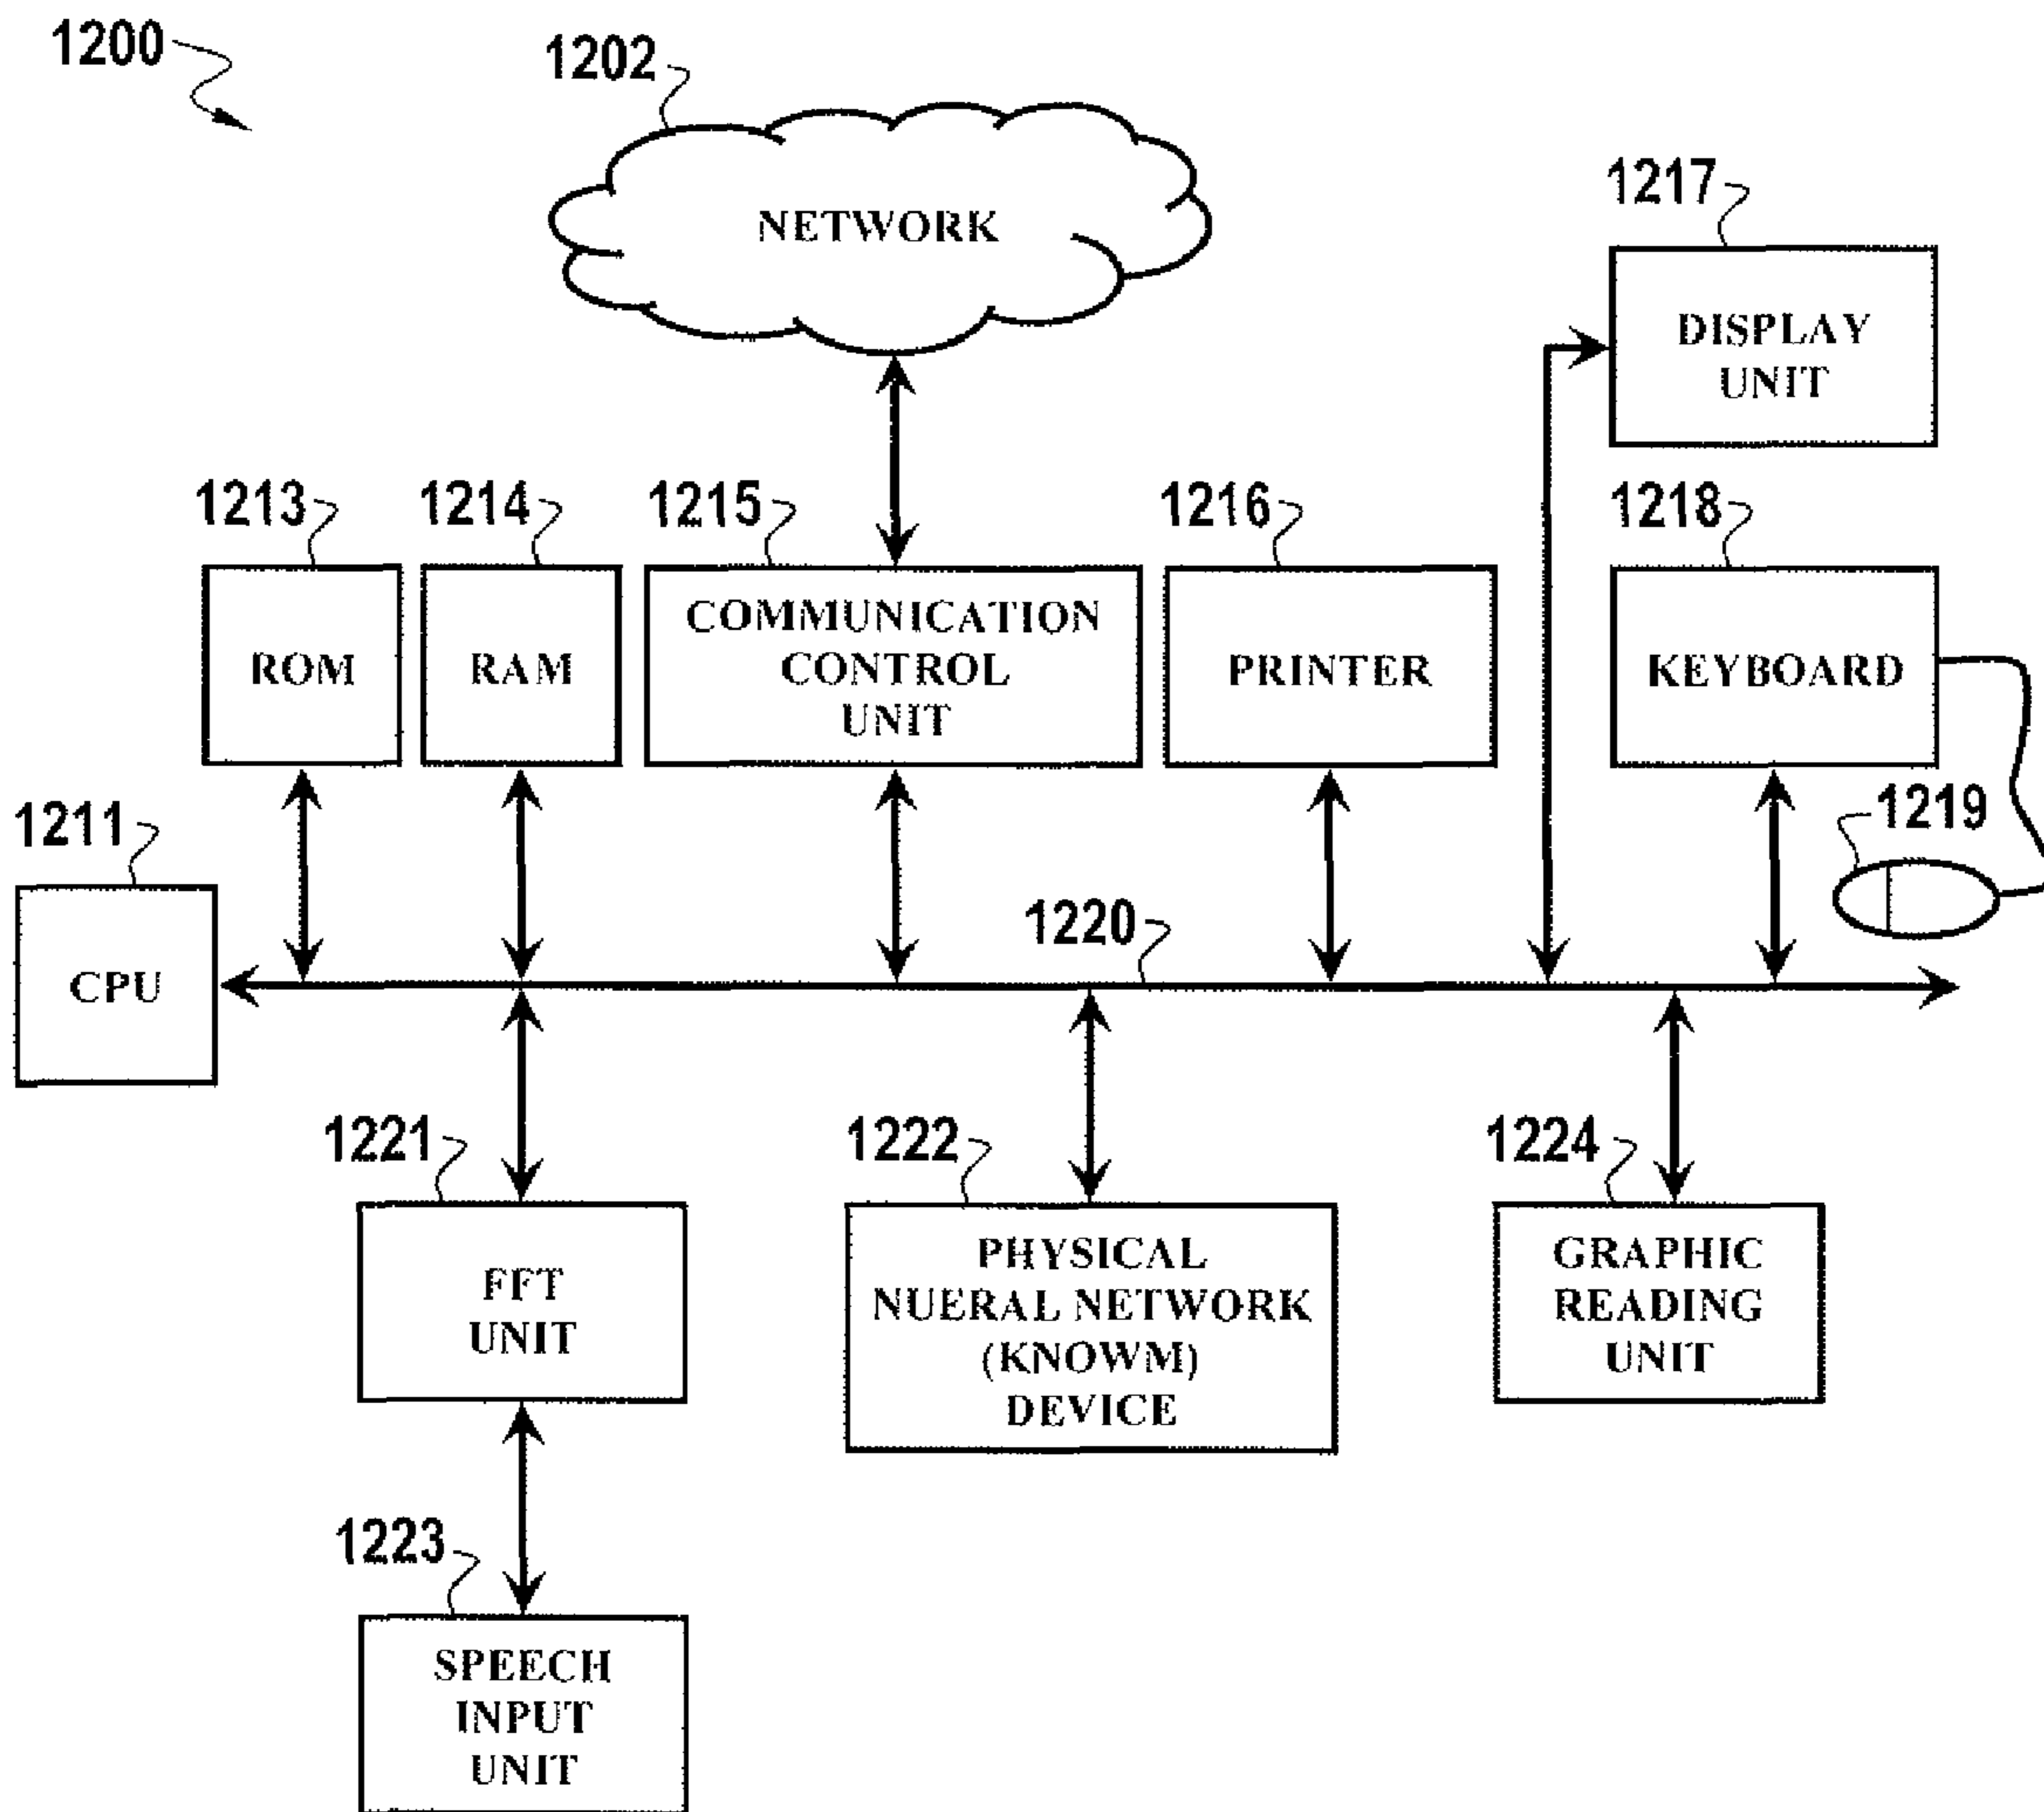 1200
1202
NETWORK
1217
DISPLAY
UNIT
1213
1214
1215
1216
1218
ROM
RAM
COMMUNICATION
CONTROL
UNIT
PRINTER
KEYBOARD
1211
1219
CPU
1220
1221
1222
1224
FFT
UNIT
PHYSICAL
NUERAL NETWORK
(KNOWM)
DEVICE
GRAPHIC
READING
UNIT
1223
SPEECH
INPUT
UNIT